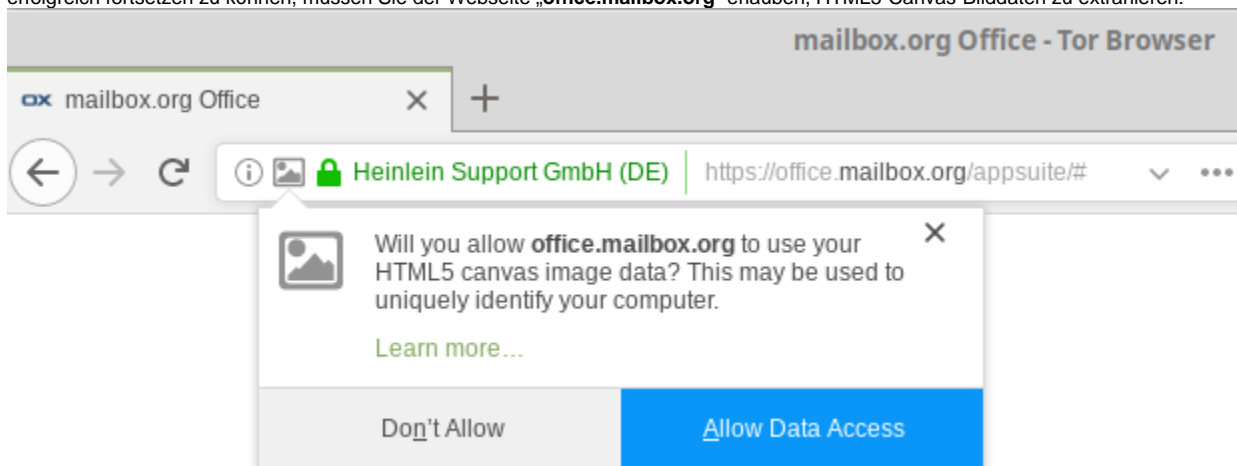 erfolgreich fortsetzen zu können, müssen Sie der Webseite „office.mailbox.org“ erlauben, HTML5-Canvas-Bilddaten zu extrahieren.
mailbox.org Office - Tor Browser
ox mailbox.org Office
Heinlein Support GmbH (DE) https://office.mailbox.org/appsuite/#
Will you allow office.mailbox.org to use your
HTML5 canvas image data? This may be used to
uniquely identify your computer.
Learn more…
Don't Allow Allow Data Access